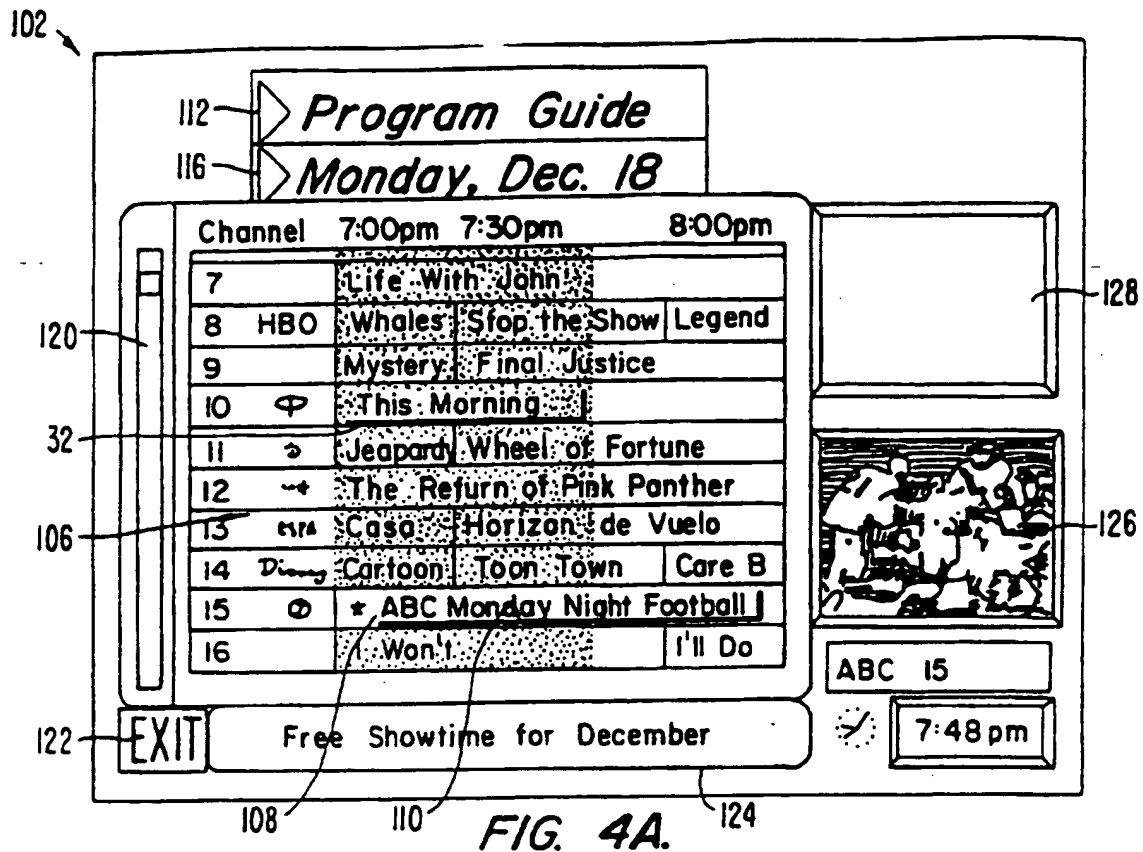 102
112 Program Guide
116 Monday, Dec. 18
Channel 7:00pm 7:30pm 8:00pm
7 Life With John
8 HBO Whales Stop the Show Legend
9 Mystery Final Justice
10 This Morning
11 Jeapardy Wheel of Fortune
12 The Return of Pink Panther
13 Casa Horizon de Vuelo
14 Disney Cartoon Toon Town Care B
15 * ABC Monday Night Football
16 I Won't I'll Do
120
32
106
128
126
ABC 15
7:48 pm
122 EXIT Free Showtime for December
108 110 124
FIG. 4A.